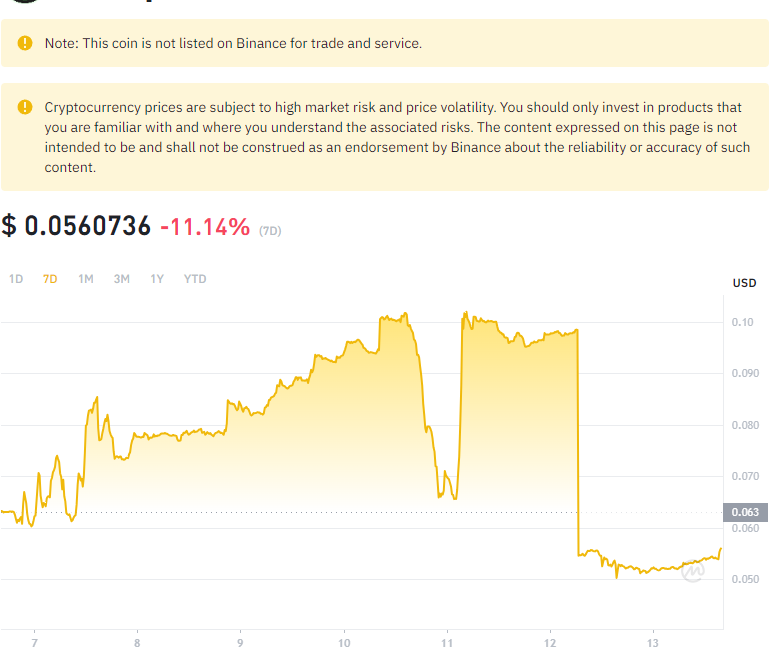 Note: This coin is not listed on Binance for trade and service.
Cryptocurrency prices are subject to high market risk and price volatility. You should only invest in products that
you are familiar with and where you understand the associated risks. The content expressed on this page is not
intended to be and shall not be construed as an endorsement by Binance about the reliability or accuracy of such
content.
$ 0.0560736 -11.14% (7D)
1D 7D 1M 3M 1Y YTD
USD
0.10
0.090
0.080
0.070
0.063
0.060
0.050
7 8 9 10 11 12 13